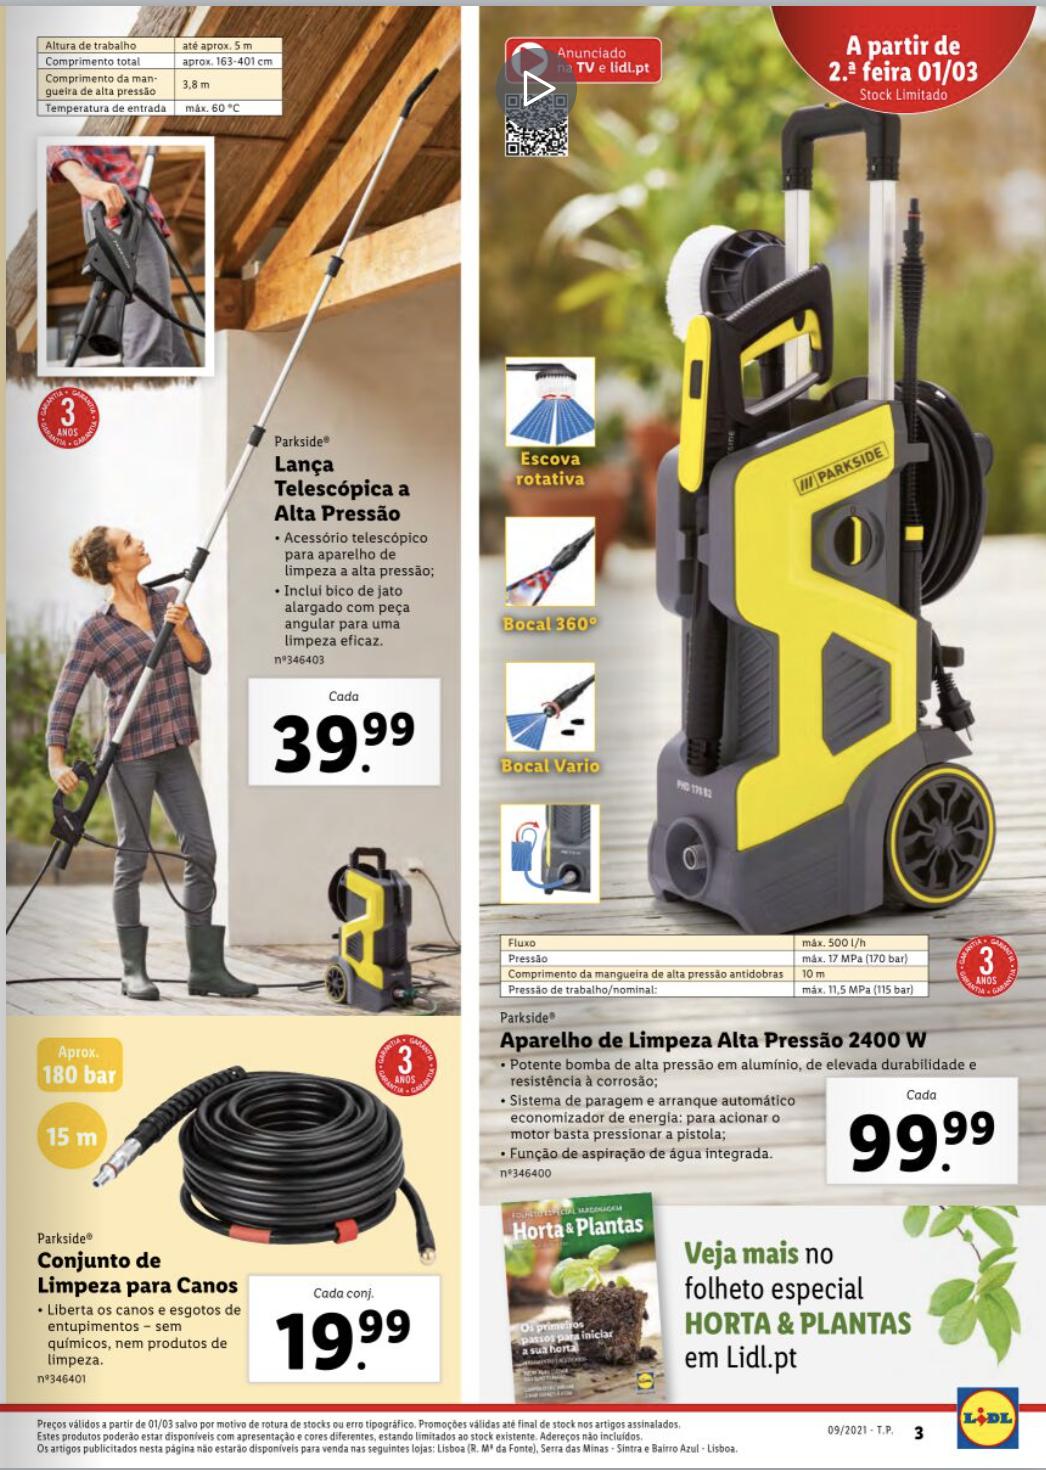 Altura de trabalho até aprox. 5 m
Comprimento total aprox. 163-401 cm
Comprimento da man-
gueira de alta pressão 3,8 m
Temperatura de entrada máx. 60 °C
GARANTIA
3
ANOS
Parkside®
Lança
Telescópica a
Alta Pressão
• Acessório telescópico
para aparelho de
limpeza a alta pressão;
• Inclui bico de jato
alargado com peça
angular para uma
limpeza eficaz.
nº346403
Cada
39.99
Aprox.
180 bar
15 m
GARANTIA
3
ANOS
Parkside®
Conjunto de
Limpeza para Canos
• Liberta os canos e esgotos de
entupimentos – sem
químicos, nem produtos de
limpeza.
nº346401
Cada conj.
19.99
Anunciado
na TV e lidl.pt
A partir de
2.ª feira 01/03
Stock Limitado
Escova
rotativa
Bocal 360°
Bocal Vario
PARKSIDE
PHD 170 B2
Fluxo máx. 500 l/h
Pressão máx. 17 MPa (170 bar)
Comprimento da mangueira de alta pressão antidobras 10 m
Pressão de trabalho/nominal: máx. 11,5 MPa (115 bar)
GARANTIA
3
ANOS
Parkside®
Aparelho de Limpeza Alta Pressão 2400 W
• Potente bomba de alta pressão em alumínio, de elevada durabilidade e
resistência à corrosão;
• Sistema de paragem e arranque automático
economizador de energia: para acionar o
motor basta pressionar a pistola;
• Função de aspiração de água integrada.
nº346400
Cada
99.99
FOLHETO ESPECIAL JARDINAGEM
Horta & Plantas
Os primeiros
passos para iniciar
a sua horta!
Veja mais no
folheto especial
HORTA & PLANTAS
em Lidl.pt
Preços válidos a partir de 01/03 salvo por motivo de rotura de stocks ou erro tipográfico. Promoções válidas até final de stock nos artigos assinalados.
Estes produtos poderão estar disponíveis com apresentação e cores diferentes, estando limitados ao stock existente. Adereços não incluídos.
Os artigos publicitados nesta página não estarão disponíveis para venda nas seguintes lojas: Lisboa (R. Mª da Fonte), Serra das Minas - Sintra e Bairro Azul - Lisboa.
09/2021 - T.P. 3
LIDL